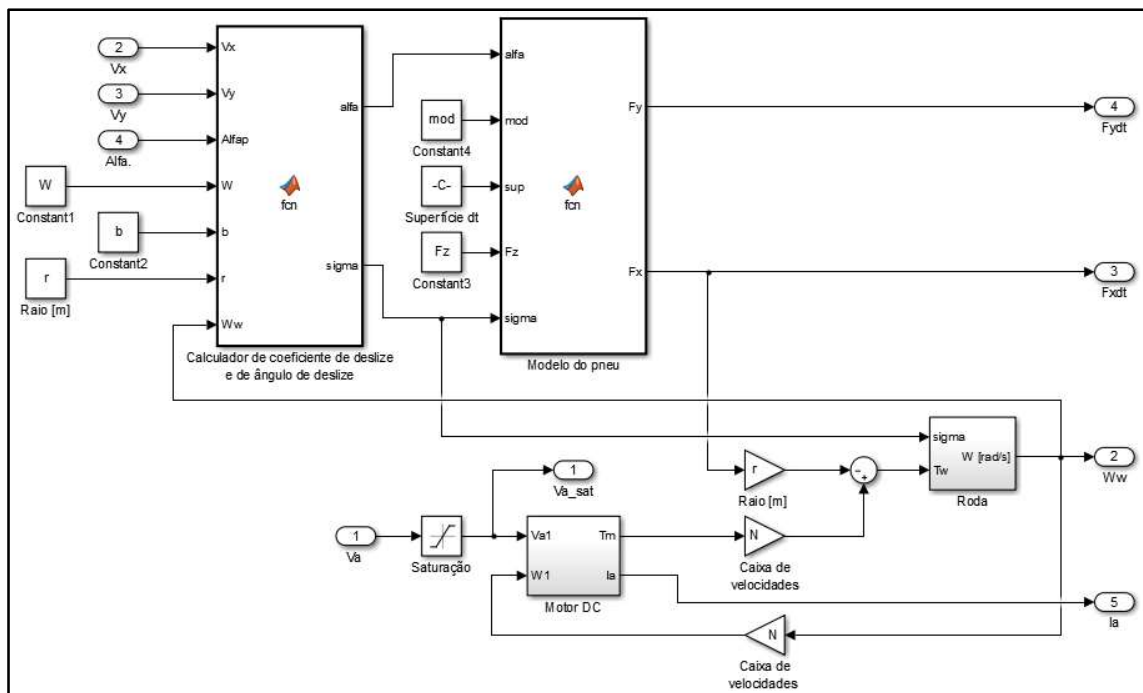 2
Vx
3
Vy
4
Alfa.
W
Constant1
b
Constant2
r
Raio [m]
Vx
Vy
Alfap
W
b
r
Ww
fcn
alfa
sigma
Calculador de coeficiente de deslize
e de ângulo de deslize
mod
Constant4
-C-
Superfície dt
Fz
Constant3
alfa
mod
sup
Fz
sigma
fcn
Fy
Fx
Modelo do pneu
4
Fydt
3
Fxdt
sigma
Tw
W [rad/s]
Roda
2
Ww
r
Raio [m]
-
+
1
Va_sat
1
Va
Saturação
Va1
W1
Tm
Ia
Motor DC
N
Caixa de
velocidades
5
Ia
N
Caixa de
velocidades